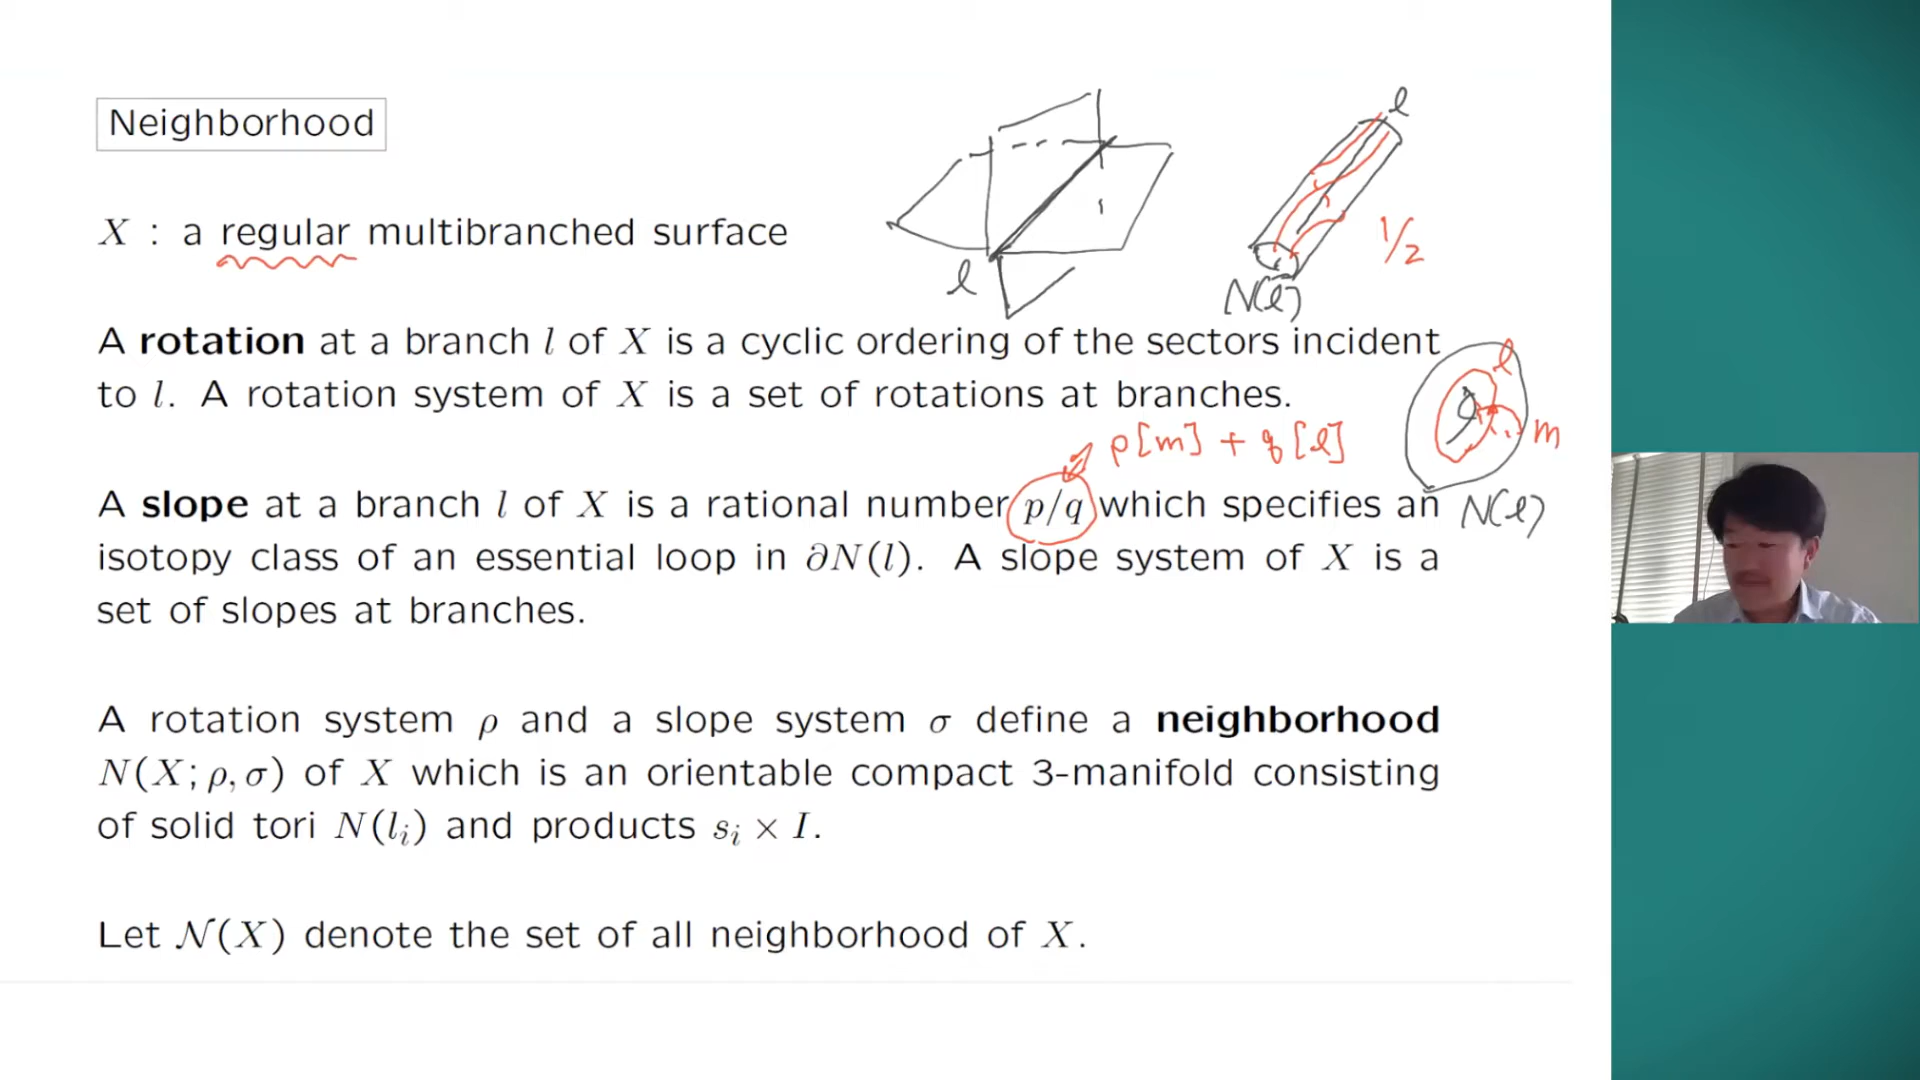 Neighborhood
l
l
X : a regular multibranched surface
1/2
l
N(l)
A rotation at a branch l of X is a cyclic ordering of the sectors incident
to l. A rotation system of X is a set of rotations at branches.
l
p[m] + q[l]
m
A slope at a branch l of X is a rational number p/q which specifies an
N(l)
isotopy class of an essential loop in ∂N(l). A slope system of X is a
set of slopes at branches.
A rotation system ρ and a slope system σ define a neighborhood
N(X; ρ, σ) of X which is an orientable compact 3-manifold consisting
of solid tori N(lᵢ) and products sᵢ × I.
Let 𝒩(X) denote the set of all neighborhood of X.